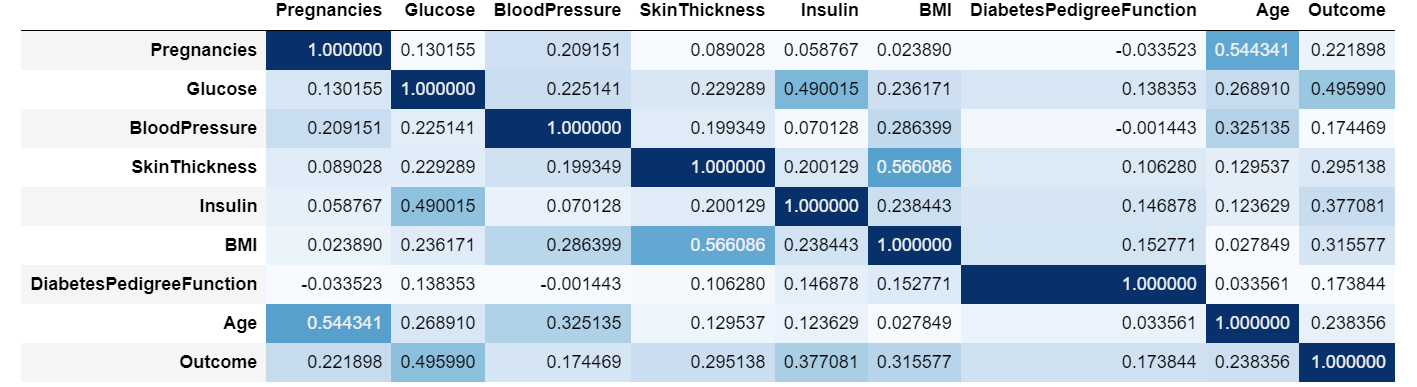 Pregnancies Glucose BloodPressure SkinThickness Insulin BMI DiabetesPedigreeFunction Age Outcome
Pregnancies 1.000000 0.130155 0.209151 0.089028 0.058767 0.023890 -0.033523 0.544341 0.221898
Glucose 0.130155 1.000000 0.225141 0.229289 0.490015 0.236171 0.138353 0.268910 0.495990
BloodPressure 0.209151 0.225141 1.000000 0.199349 0.070128 0.286399 -0.001443 0.325135 0.174469
SkinThickness 0.089028 0.229289 0.199349 1.000000 0.200129 0.566086 0.106280 0.129537 0.295138
Insulin 0.058767 0.490015 0.070128 0.200129 1.000000 0.238443 0.146878 0.123629 0.377081
BMI 0.023890 0.236171 0.286399 0.566086 0.238443 1.000000 0.152771 0.027849 0.315577
DiabetesPedigreeFunction -0.033523 0.138353 -0.001443 0.106280 0.146878 0.152771 1.000000 0.033561 0.173844
Age 0.544341 0.268910 0.325135 0.129537 0.123629 0.027849 0.033561 1.000000 0.238356
Outcome 0.221898 0.495990 0.174469 0.295138 0.377081 0.315577 0.173844 0.238356 1.000000